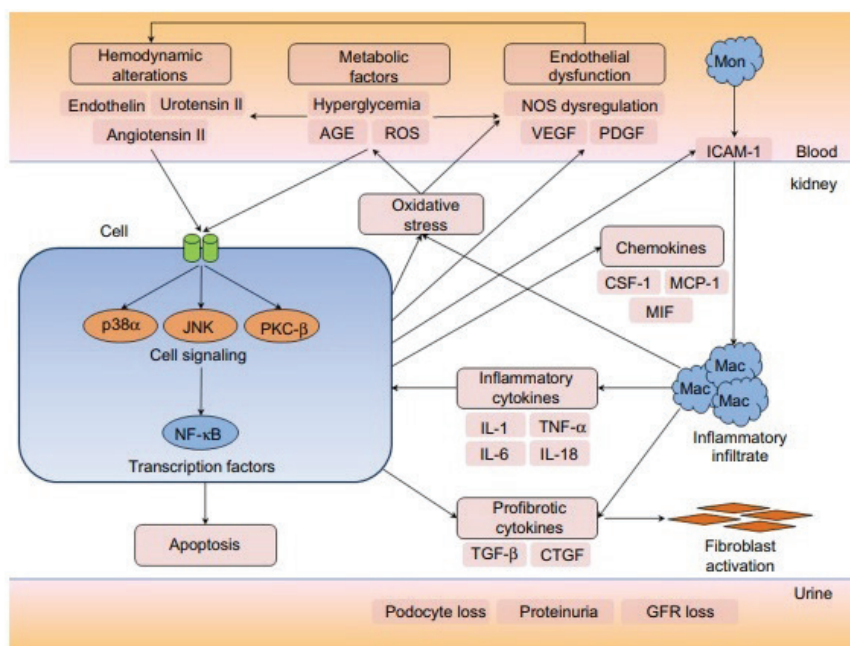 Hemodynamic
alterations
Metabolic
factors
Endothelial
dysfunction
Mon
Endothelin
Urotensin II
Angiotensin II
Hyperglycemia
AGE
ROS
NOS dysregulation
VEGF
PDGF
ICAM-1
Blood
kidney
Oxidative
stress
Cell
Chemokines
CSF-1
MCP-1
MIF
p38α
JNK
PKC-β
Cell signaling
NF-κB
Transcription factors
Inflammatory
cytokines
IL-1
TNF-α
IL-6
IL-18
Mac
Mac
Mac
Inflammatory
infiltrate
Apoptosis
Profibrotic
cytokines
TGF-β
CTGF
Fibroblast
activation
Urine
Podocyte loss
Proteinuria
GFR loss